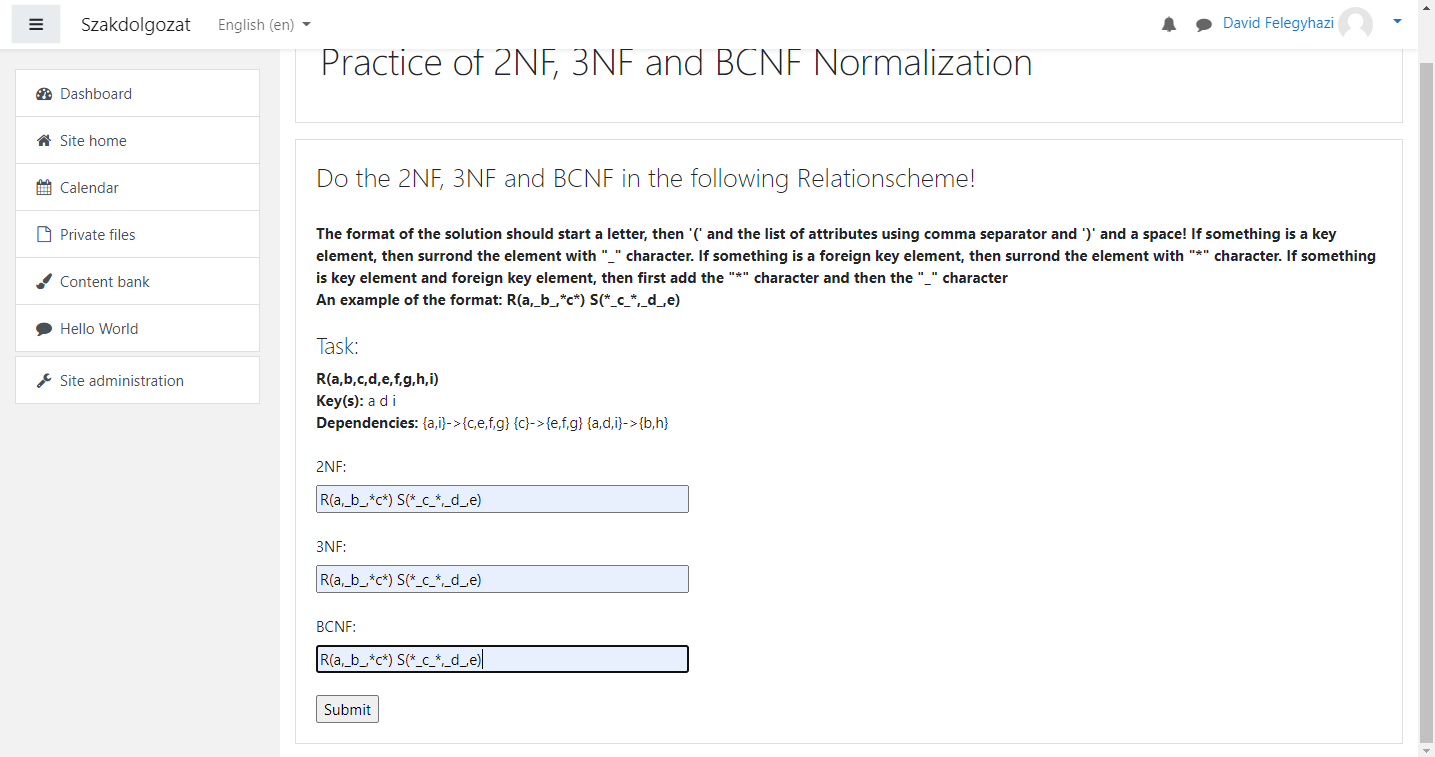 Szakdolgozat English (en) David Felegyhazi
Practice of 2NF, 3NF and BCNF Normalization
Dashboard
Site home
Calendar
Private files
Content bank
Hello World
Site administration
Do the 2NF, 3NF and BCNF in the following Relationscheme!
The format of the solution should start a letter, then '(' and the list of attributes using comma separator and ')' and a space! If something is a key
element, then surrond the element with "_" character. If something is a foreign key element, then surrond the element with "*" character. If something
is key element and foreign key element, then first add the "*" character and then the "_" character
An example of the format: R(a,_b_,*c*) S(*_c_*,_d_,e)
Task:
R(a,b,c,d,e,f,g,h,i)
Key(s): a d i
Dependencies: {a,i}->{c,e,f,g} {c}->{e,f,g} {a,d,i}->{b,h}
2NF:
R(a,_b_,*c*) S(*_c_*,_d_,e)
3NF:
R(a,_b_,*c*) S(*_c_*,_d_,e)
BCNF:
R(a,_b_,*c*) S(*_c_*,_d_,e)
Submit